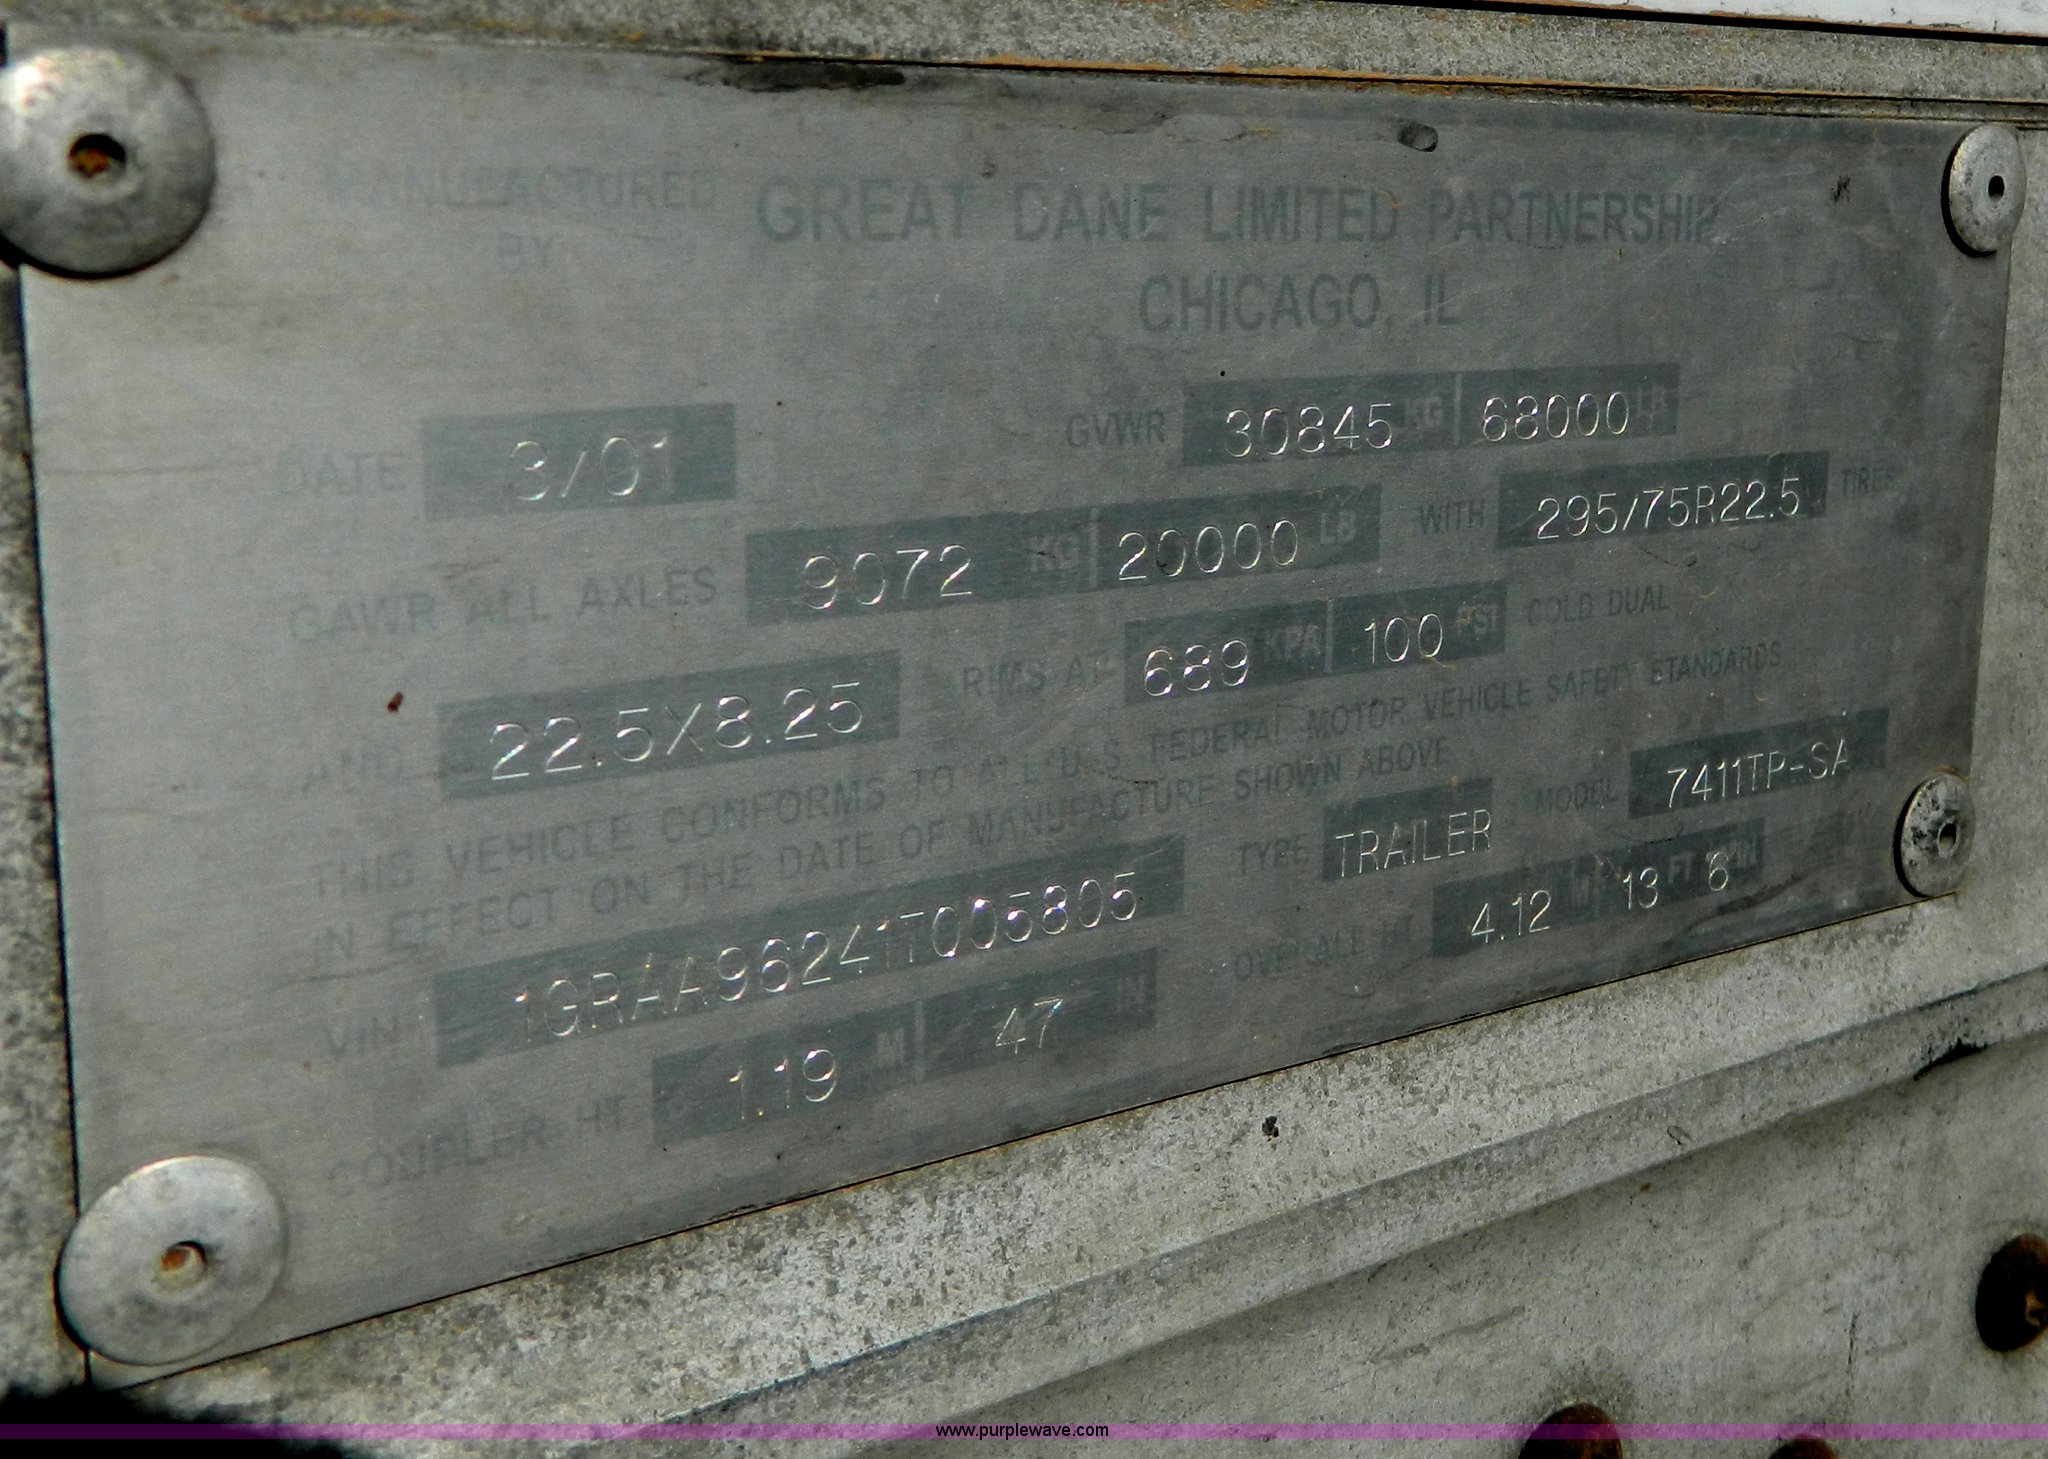 MANUFACTURED BY GREAT DANE LIMITED PARTNERSHIP
CHICAGO, IL
DATE 3/01 GVWR 30845 KG 68000 LB
GAWR ALL AXLES 9072 KG 20000 LB WITH 295/75R22.5 TIRES
AND 22.5X8.25 RIMS AT 689 KPA 100 PSI COLD DUAL
THIS VEHICLE CONFORMS TO ALL U.S. FEDERAL MOTOR VEHICLE SAFETY STANDARDS
IN EFFECT ON THE DATE OF MANUFACTURE SHOWN ABOVE
VIN 1GRAA96241T005805 TYPE TRAILER MODEL 7411TP-SA
COUPLER HT. 1.19 M 47 IN OVERALL HT 4.12 M 13 FT 6 IN
www.purplewave.com